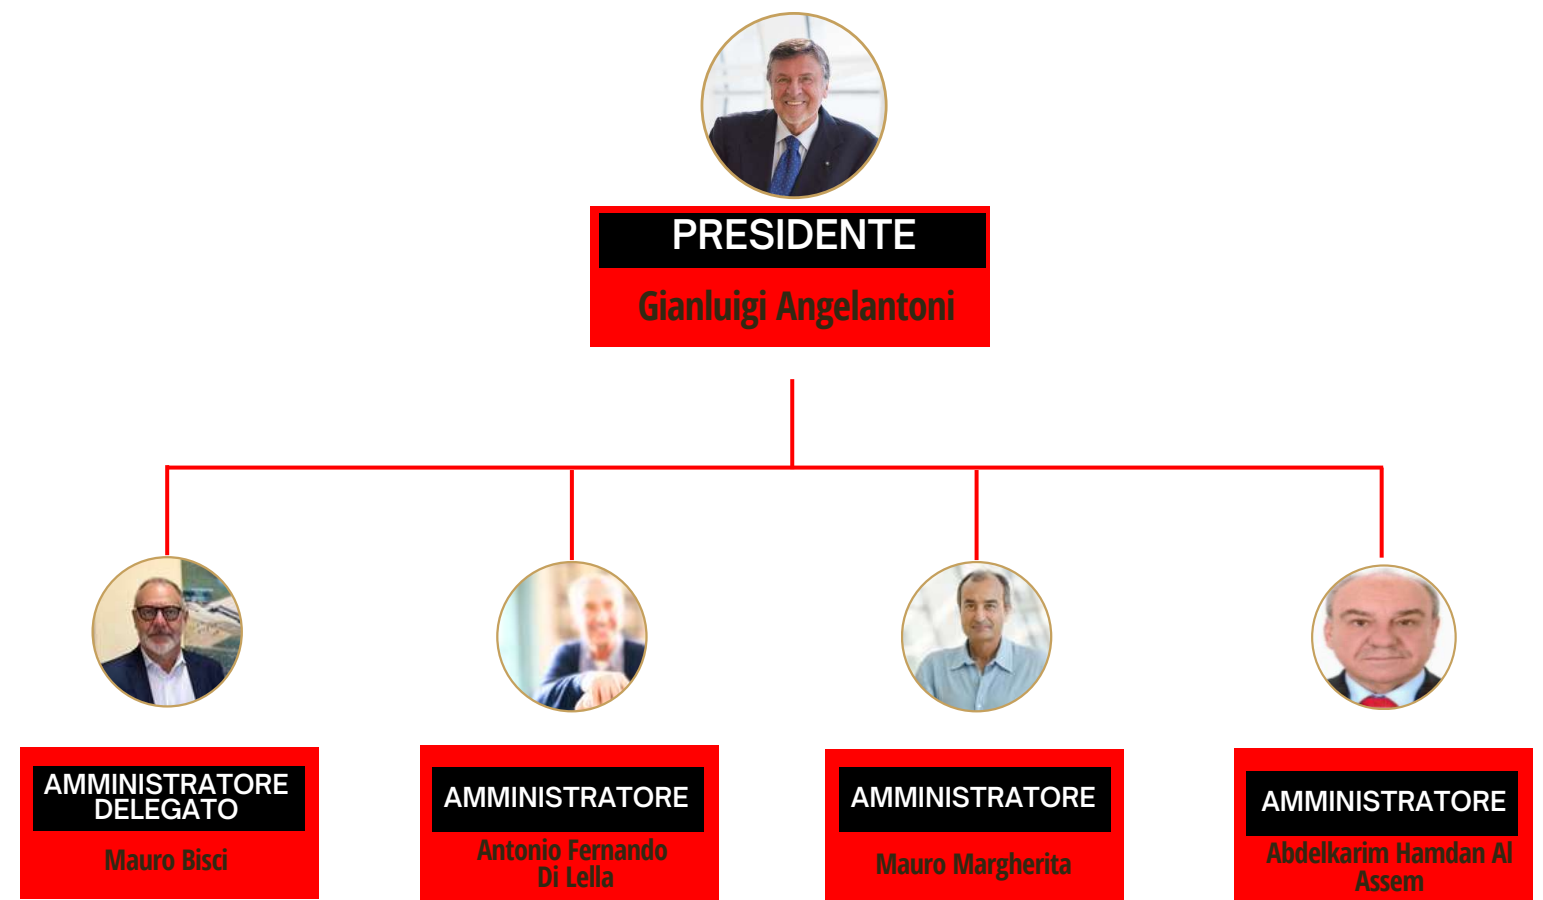 PRESIDENTE
Gianluigi Angelantoni
AMMINISTRATORE
DELEGATO
Mauro Bisci
AMMINISTRATORE
Antonio Fernando
Di Lella
AMMINISTRATORE
Mauro Margherita
AMMINISTRATORE
Abdelkarim Hamdan Al
Assem